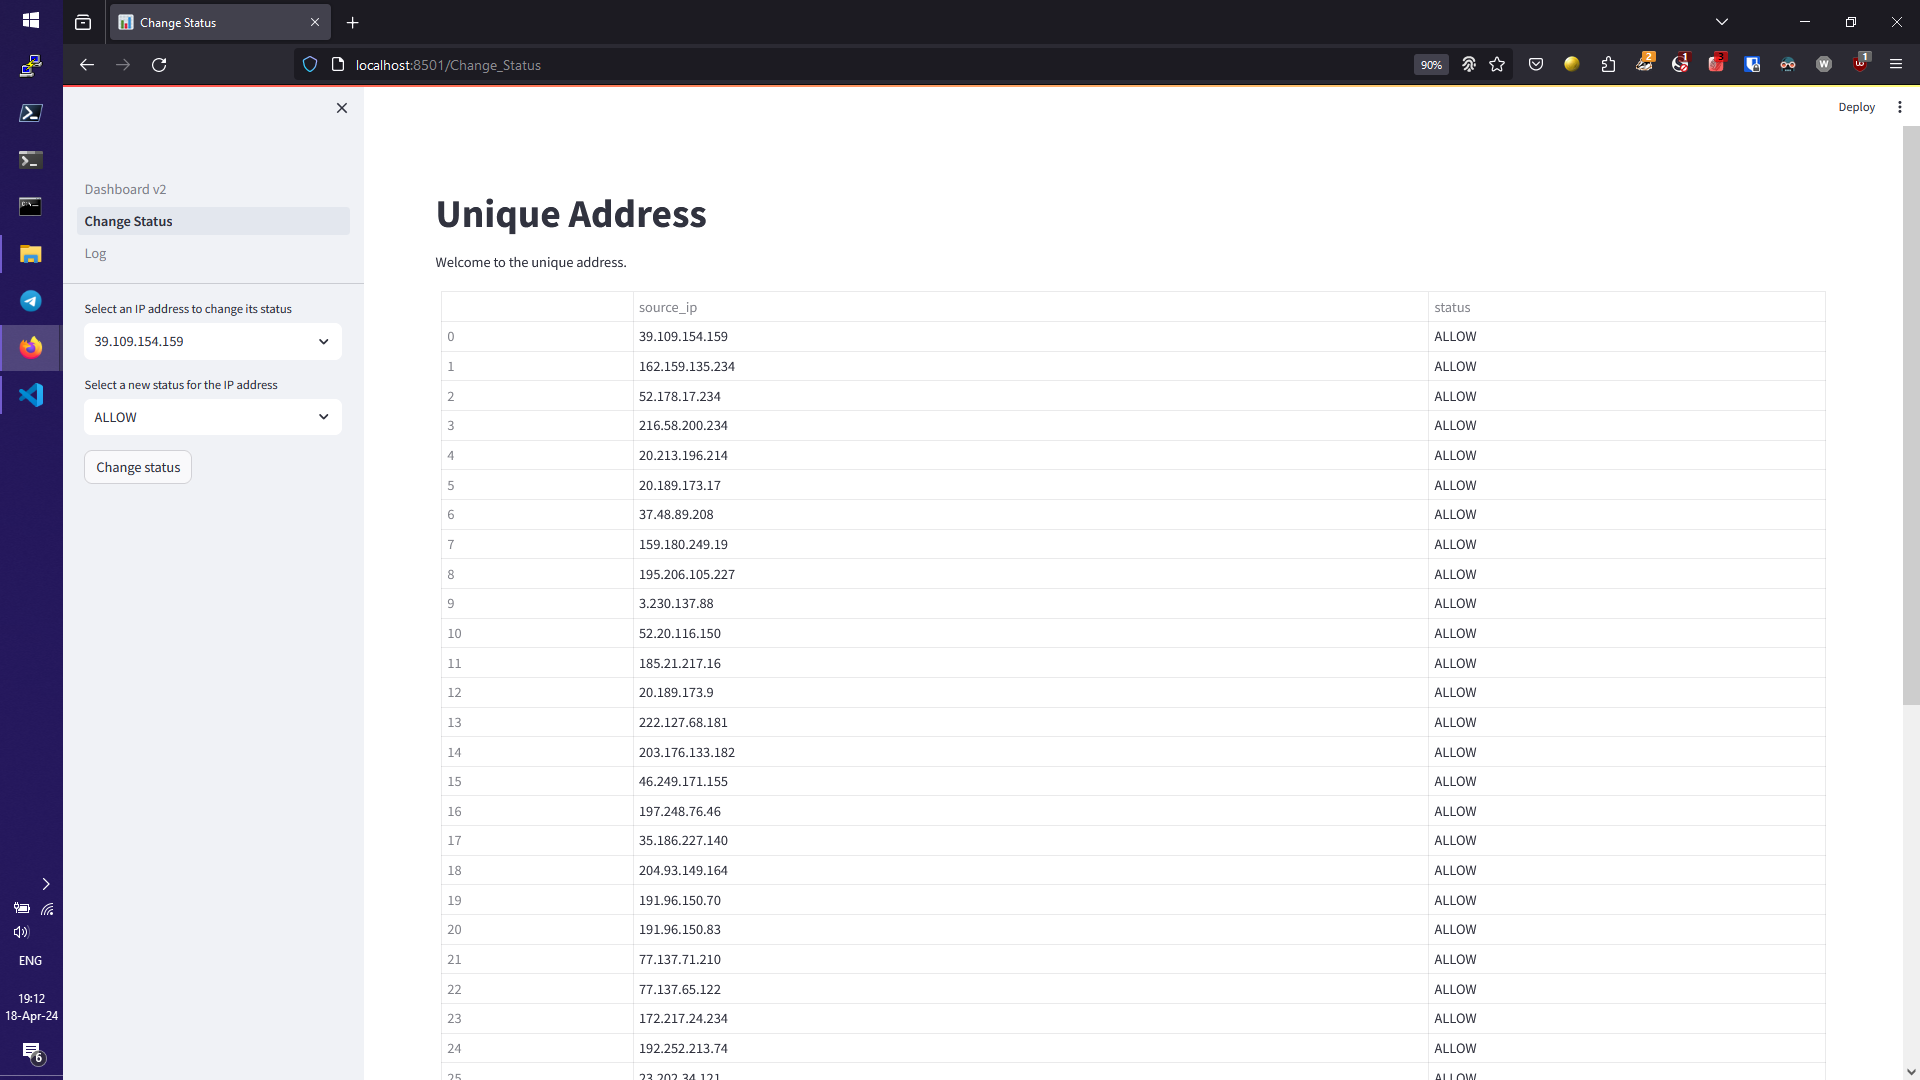 Change Status
localhost:8501/Change_Status
90%
2
1
3
W
1
Deploy
Dashboard v2
Change Status
Log
Select an IP address to change its status
39.109.154.159
Select a new status for the IP address
ALLOW
Change status
Unique Address
Welcome to the unique address.
source_ip status
0 39.109.154.159 ALLOW
1 162.159.135.234 ALLOW
2 52.178.17.234 ALLOW
3 216.58.200.234 ALLOW
4 20.213.196.214 ALLOW
5 20.189.173.17 ALLOW
6 37.48.89.208 ALLOW
7 159.180.249.19 ALLOW
8 195.206.105.227 ALLOW
9 3.230.137.88 ALLOW
10 52.20.116.150 ALLOW
11 185.21.217.16 ALLOW
12 20.189.173.9 ALLOW
13 222.127.68.181 ALLOW
14 203.176.133.182 ALLOW
15 46.249.171.155 ALLOW
16 197.248.76.46 ALLOW
17 35.186.227.140 ALLOW
18 204.93.149.164 ALLOW
19 191.96.150.70 ALLOW
20 191.96.150.83 ALLOW
21 77.137.71.210 ALLOW
22 77.137.65.122 ALLOW
23 172.217.24.234 ALLOW
24 192.252.213.74 ALLOW
25 23.202.34.121 ALLOW
ENG
19:12
18-Apr-24
6